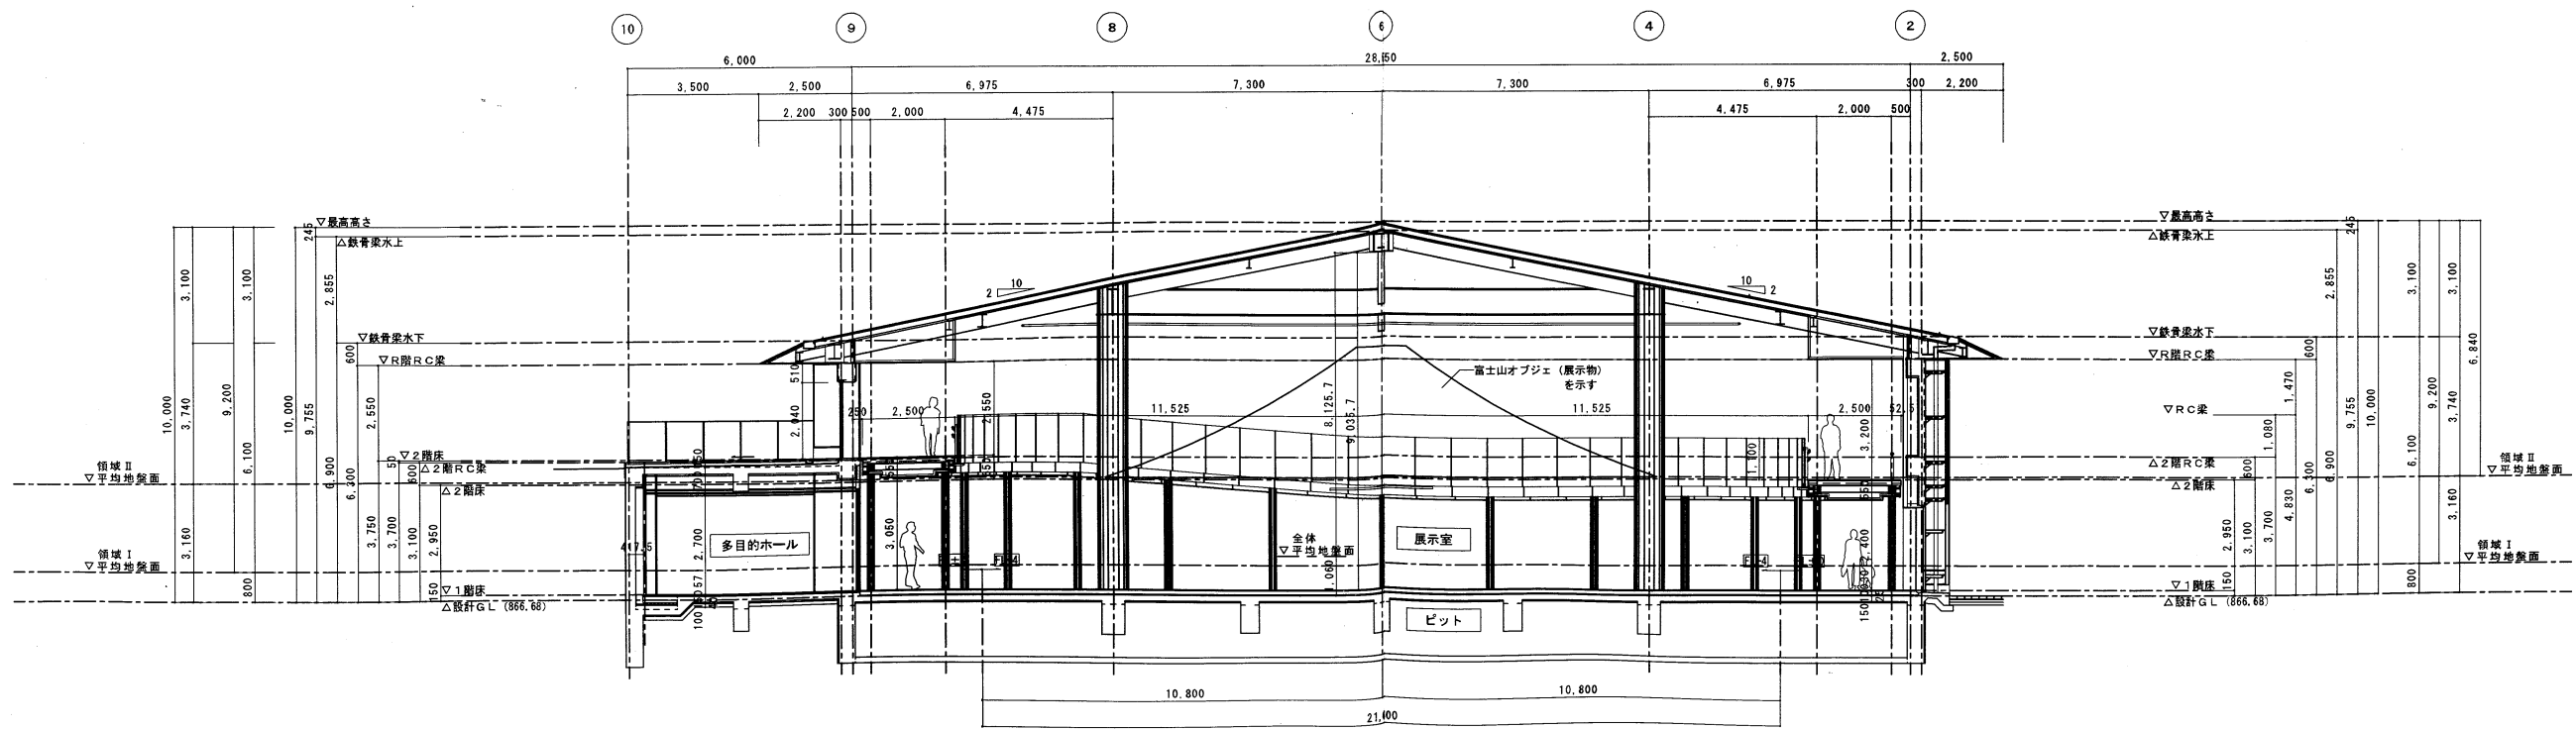 10 9 8 6 4 2
6,000 2,500
3,500 2,500 6,975 7,300 7,300 6,975 300 2,200
2,200 300 500 2,000 4,475 4,475 2,000 500
▽最高高さ ▽最高高さ
245 △鉄骨梁水上 △鉄骨梁水上 245
3,100 3,100 2,855 2,855 3,100 3,100
10 2 10 2
▽鉄骨梁水下 ▽鉄骨梁水下
600 ▽R階RC梁 ▽R階RC梁 600
6,840
富士山オブジェ (展示物)
を示す
510
10,000 3,740 9,200 10,000 9,755 2,550
2,040 2,500 2,550 11,525 8,125.7 9,035.7 11,525 2,500 3,200
▽RC梁 1,470 1,080 9,755 10,000 9,200 3,740
6,100 6,900 6,300 50
▽2階床
△2階RC梁 △2階RC梁
600 1,100 600 6,300 6,900 6,100
領域Ⅱ 領域Ⅱ
▽平均地盤面 ▽平均地盤面
△2階床 △2階床
3,160 3,160 3,750 3,700 3,100 2,950
2,700 3,050 2,400
2,950 3,100 3,700 4,830 3,160
多目的ホール
全体
▽平均地盤面
展示室
領域Ⅰ 領域Ⅰ
▽平均地盤面 ▽平均地盤面
800 150 150 800
▽1階床 ▽1階床
△設計GL (866.68) △設計GL (866.68)
ピット
10,800 10,800